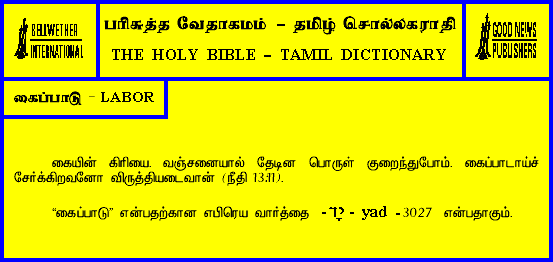 BELLWETHER
INTERNATIONAL
பரிசுத்த வேதாகமம் – தமிழ் சொல்லகராதி
THE HOLY BIBLE – TAMIL DICTIONARY
GOOD NEWS
PUBLISHERS
கைப்பாடு - LABOR
கையின் கிரியை. வஞ்சனையால் தேடின பொருள் குறைந்துபோம். கைப்பாடாய்ச்
சேர்க்கிறவனோ விருத்தியடைவான் (நீதி 13:11).
“கைப்பாடு” என்பதற்கான எபிரெய வார்த்தை - יָד - yad -3027 என்பதாகும்.